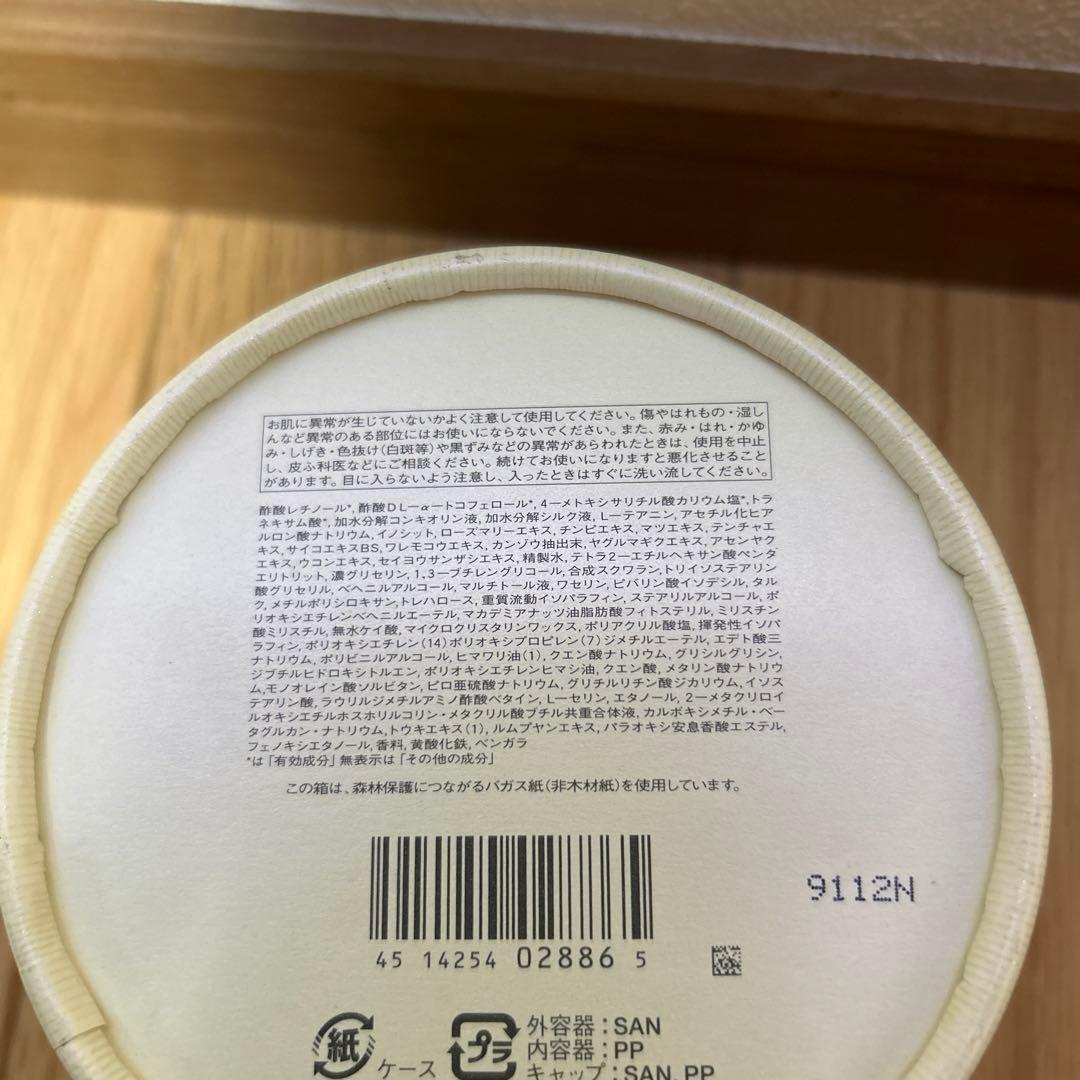 お肌に異常が生じていないかよく注意して使用してください。傷やはれもの・湿し
んなど異常のある部位にはお使いにならないでください。また、赤み・はれ・かゆ
み・しげき・色抜け(白斑等)や黒ずみなどの異常があらわれたときは、使用を中止
し、皮ふ科医などにご相談ください。続けてお使いになりますと悪化させること
があります。目に入らないよう注意し、入ったときはすぐに洗い流してください。
酢酸レチノール*, 酢酸DL-α-トコフェロール*, 4-メトキシサリチル酸カリウム塩*, トラ
ネキサム酸*, 加水分解コンキオリン液, 加水分解シルク液, L-テアニン, アセチル化ヒア
ルロン酸ナトリウム, イノシット, ローズマリーエキス, チンピエキス, マツエキス, テンチャエ
キス, サイコエキスBS, ワレモコウエキス, カンゾウ抽出末, ヤグルマギクエキス, アセンヤク
エキス, ウコンエキス, セイヨウサンザシエキス, 精製水, テトラ2-エチルヘキサン酸ペンタ
エリトリット, 濃グリセリン, 1,3-ブチレングリコール, 合成スクワラン, トリイソステアリン
酸グリセリル, ベヘニルアルコール, マルチトール液, ワセリン, ピバリン酸イソデシル, タル
ク, メチルポリシロキサン, トレハロース, 重質流動イソパラフィン, ステアリルアルコール, ポ
リオキシエチレンベヘニルエーテル, マカデミアナッツ油脂肪酸フィトステリル, ミリスチン
酸ミリスチル, 無水ケイ酸, マイクロクリスタリンワックス, ポリアクリル酸塩, 揮発性イソパ
ラフィン, ポリオキシエチレン(14)ポリオキシプロピレン(7)ジメチルエーテル, エデト酸三
ナトリウム, ポリビニルアルコール, ヒマワリ油(1), クエン酸ナトリウム, グリシルグリシン,
ジブチルヒドロキシトルエン, ポリオキシエチレンヒマシ油, クエン酸, メタリン酸ナトリウ
ム, モノオレイン酸ソルビタン, ピロ亜硫酸ナトリウム, グリチルリチン酸ジカリウム, イソス
テアリン酸, ラウリルジメチルアミノ酢酸ベタイン, L-セリン, エタノール, 2-メタクリロイ
ルオキシエチルホスホリルコリン・メタクリル酸ブチル共重合体液, カルボキシメチル・ベー
タグルカン・ナトリウム, トウキエキス(1), ルムプヤンエキス, パラオキシ安息香酸エステル,
フェノキシエタノール, 香料, 黄酸化鉄, ベンガラ
*は「有効成分」無表示は「その他の成分」
この箱は、森林保護につながるバガス紙(非木材紙)を使用しています。
9112N
45 14254 02886 5
紙 ケース
プラ 外容器：SAN
内容器：PP
キャップ：SAN, PP